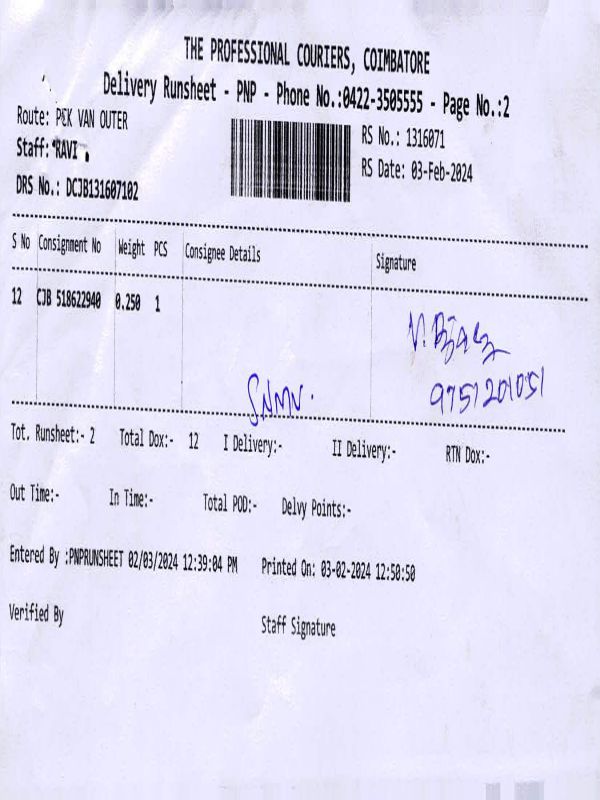 THE PROFESSIONAL COURIERS, COIMBATORE
Delivery Runsheet - PNP - Phone No.:0422-3505555 - Page No.:2
Route: PEK VAN OUTER
RS No.: 1316071
Staff: RAVI
RS Date: 03-Feb-2024
DRS No.: DCJB131607102
S No Consignment No Weight PCS Consignee Details Signature
12 CJB 518622940 0.250 1
9751201051
Tot. Runsheet:- 2 Total Dox:- 12 I Delivery:- II Delivery:- RTN Dox:-
Out Time:- In Time:- Total POD:- Delvy Points:-
Entered By :PNPRUNSHEET 02/03/2024 12:39:04 PM Printed On: 03-02-2024 12:50:50
Verified By Staff Signature